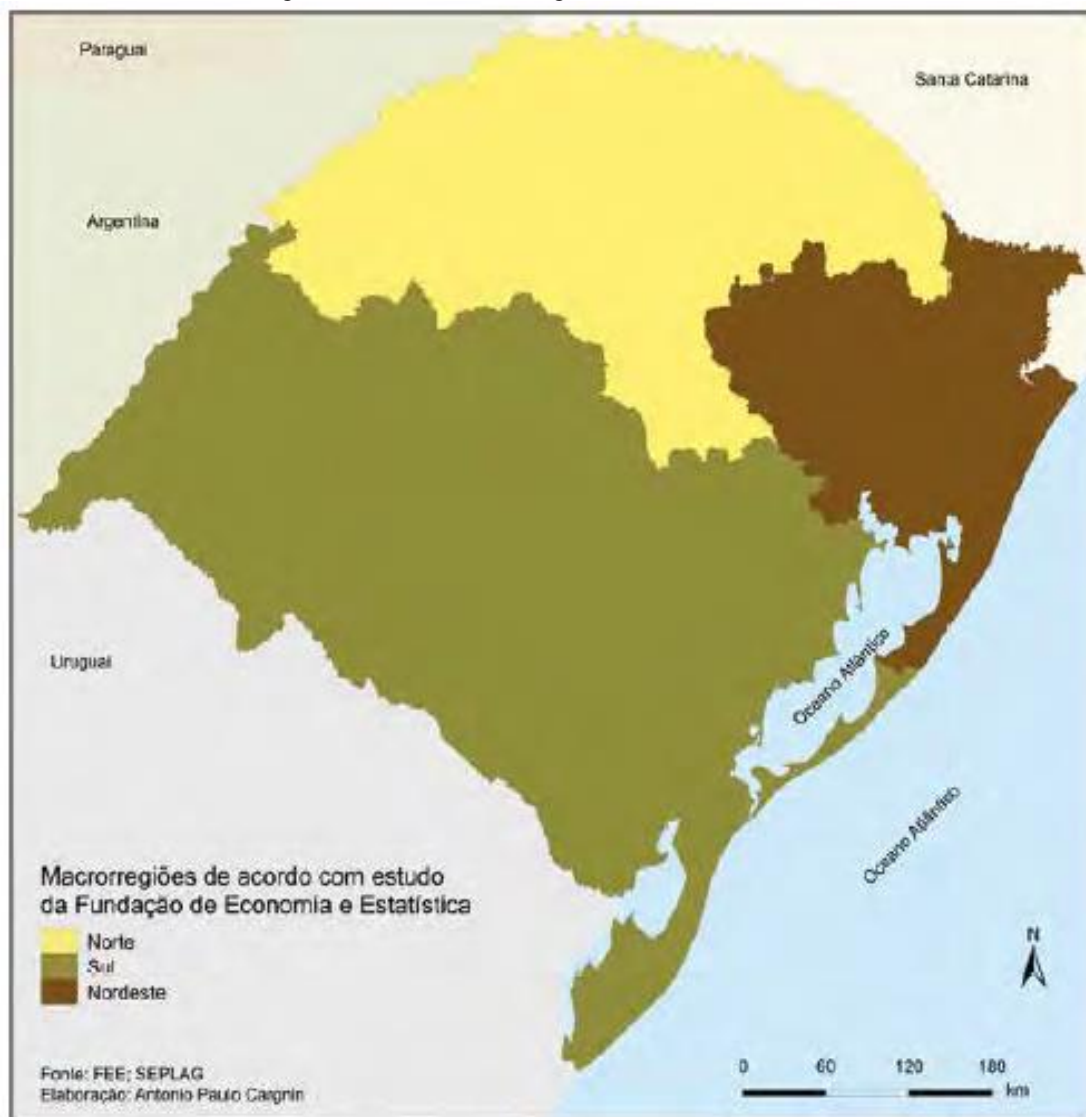 Paraguai
Santa Catarina
Argentina
Uruguai
Oceano Atlântico
Oceano Atlântico
Macrorregiões de acordo com estudo
da Fundação de Economia e Estatística
Norte
Sul
Nordeste
N
0 60 120 180
km
Fonte: FEE; SEPLAG
Elaboração: Antonio Paulo Cargnin